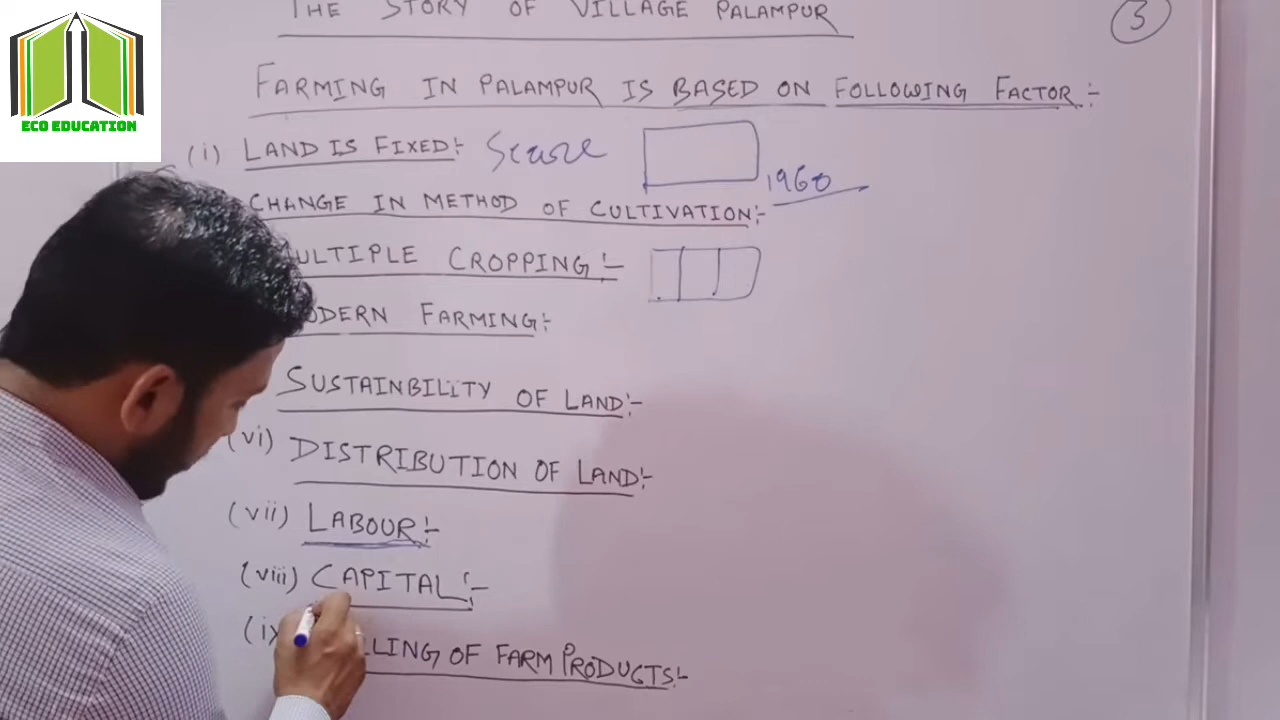 THE STORY OF VILLAGE PALAMPUR
3
ECO EDUCATION
FARMING IN PALAMPUR IS BASED ON FOLLOWING FACTOR:-
(i) LAND IS FIXED:-
1960
CHANGE IN METHOD OF CULTIVATION:-
ULTIPLE CROPPING:-
ODERN FARMING:-
SUSTAINBILITY OF LAND:-
(vi) DISTRIBUTION OF LAND:-
(vii) LABOUR:-
(viii) CAPITAL:-
(ix LLING OF FARM PRODUCTS:-